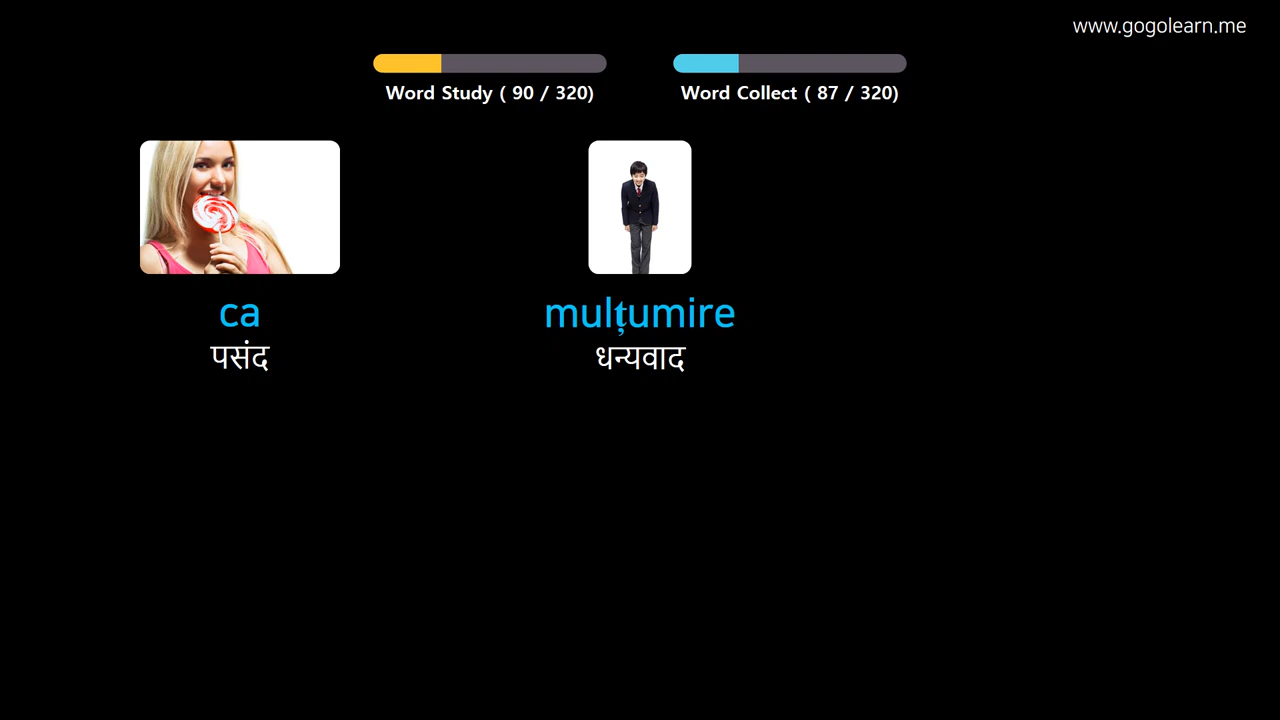 www.gogolearn.me
Word Study ( 90 / 320)
Word Collect ( 87 / 320)
ca
पसंद
mulțumire
धन्यवाद